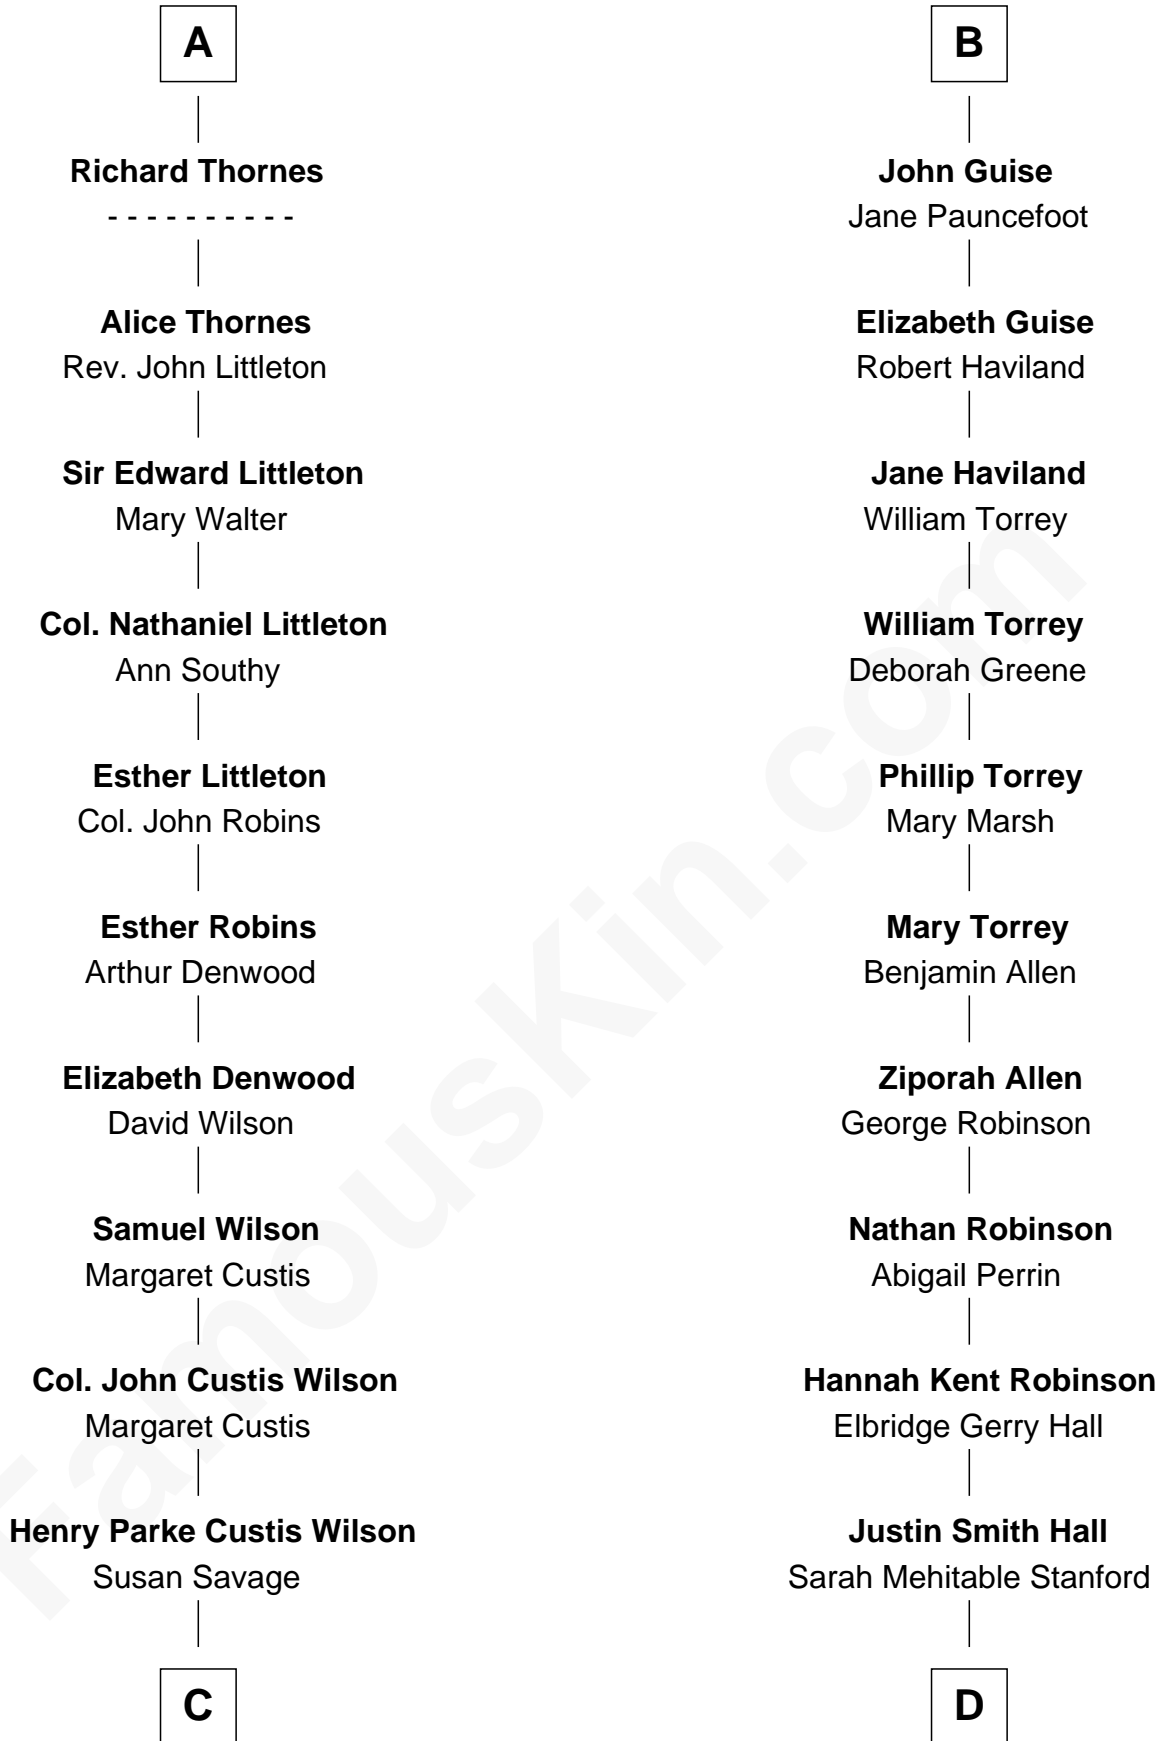 A
Richard Thornes
- - - - - - - - - -
Alice Thornes
Rev. John Littleton
Sir Edward Littleton
Mary Walter
Col. Nathaniel Littleton
Ann Southy
Esther Littleton
Col. John Robins
Esther Robins
Arthur Denwood
Elizabeth Denwood
David Wilson
Samuel Wilson
Margaret Custis
Col. John Custis Wilson
Margaret Custis
Henry Parke Custis Wilson
Susan Savage
C
B
John Guise
Jane Pauncefoot
Elizabeth Guise
Robert Haviland
Jane Haviland
William Torrey
William Torrey
Deborah Greene
Phillip Torrey
Mary Marsh
Mary Torrey
Benjamin Allen
Ziporah Allen
George Robinson
Nathan Robinson
Abigail Perrin
Hannah Kent Robinson
Elbridge Gerry Hall
Justin Smith Hall
Sarah Mehitable Stanford
D
FamousKin.com